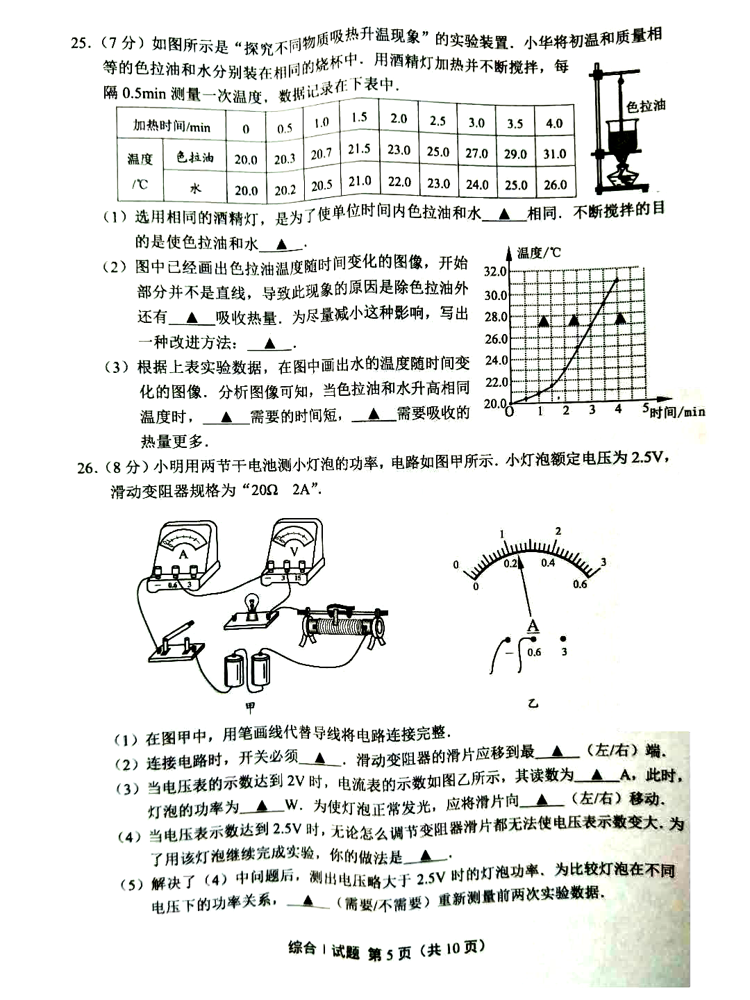 25.（7 分）如图所示是“探究不同物质吸热升温现象”的实验装置．小华将初温和质量相
等的色拉油和水分别装在相同的烧杯中．用酒精灯加热并不断搅拌，每
隔 0.5min 测量一次温度，数据记录在下表中．
色拉油
加热时间/min 0 0.5 1.0 1.5 2.0 2.5 3.0 3.5 4.0
温度/℃ 色拉油 20.0 20.3 20.7 21.5 23.0 25.0 27.0 29.0 31.0
水 20.0 20.2 20.5 21.0 22.0 23.0 24.0 25.0 26.0
（1）选用相同的酒精灯，是为了使单位时间内色拉油和水▲相同．不断搅拌的目
的是使色拉油和水▲．
（2）图中已经画出色拉油温度随时间变化的图像，开始
部分并不是直线，导致此现象的原因是除色拉油外
还有▲吸收热量．为尽量减小这种影响，写出
一种改进方法：▲．
（3）根据上表实验数据，在图中画出水的温度随时间变
化的图像．分析图像可知，当色拉油和水升高相同
温度时，▲需要的时间短，▲需要吸收的
热量更多．
温度/℃
32.0
30.0
28.0 ▲ ▲ ▲
26.0
24.0
22.0
20.0
O 1 2 3 4 5 时间/min
26.（8 分）小明用两节干电池测小灯泡的功率，电路如图甲所示．小灯泡额定电压为 2.5V，
滑动变阻器规格为“20Ω 2A”．
A
− 0.6 3
V
− 3 15
甲
0 1 2 3
0 0.2 0.4 0.6
A
− 0.6 3
乙
（1）在图甲中，用笔画线代替导线将电路连接完整．
（2）连接电路时，开关必须▲．滑动变阻器的滑片应移到最▲（左/右）端．
（3）当电压表的示数达到 2V 时，电流表的示数如图乙所示，其读数为▲A，此时，
灯泡的功率为▲W．为使灯泡正常发光，应将滑片向▲（左/右）移动．
（4）当电压表示数达到 2.5V 时，无论怎么调节变阻器滑片都无法使电压表示数变大．为
了用该灯泡继续完成实验，你的做法是▲．
（5）解决了（4）中问题后，测出电压略大于 2.5V 时的灯泡功率．为比较灯泡在不同
电压下的功率关系，▲（需要/不需要）重新测量前两次实验数据．
综合 I 试题 第 5 页（共 10 页）